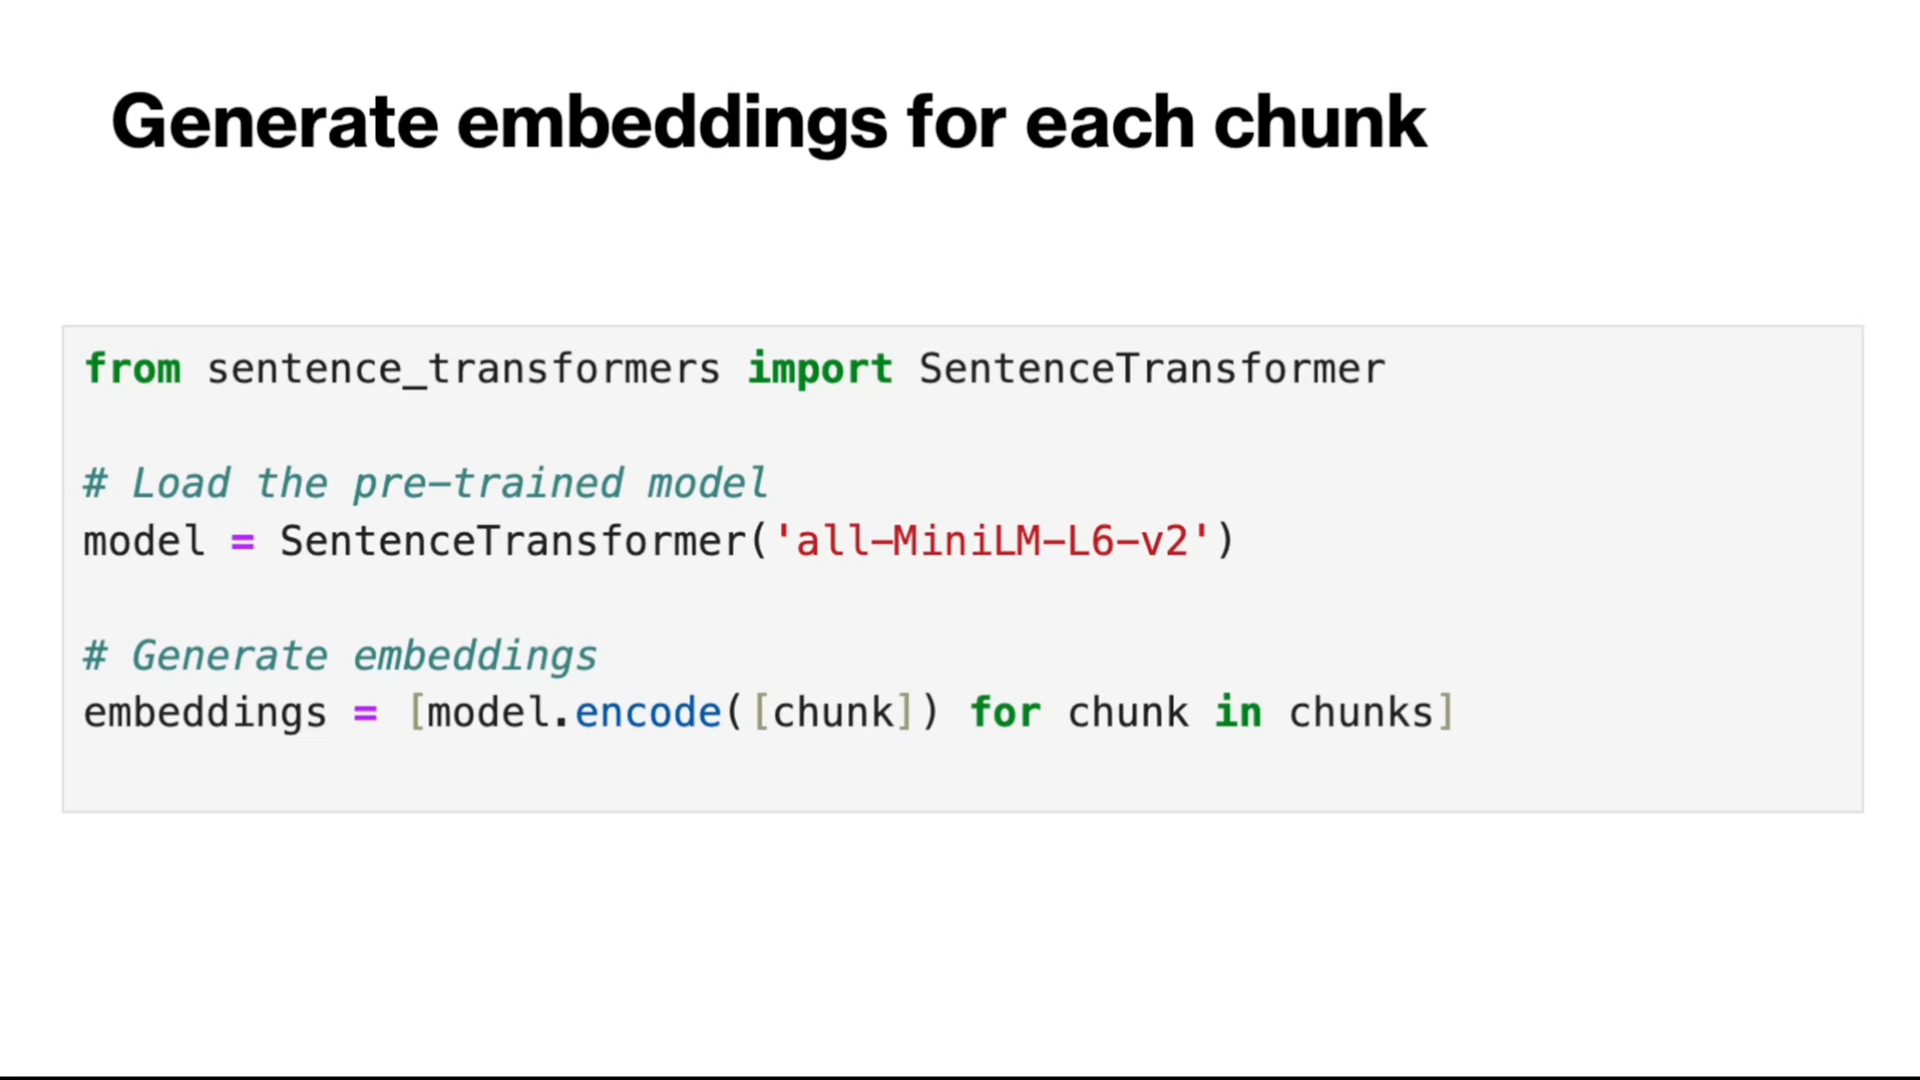 Generate embeddings for each chunk
from sentence_transformers import SentenceTransformer
# Load the pre-trained model
model = SentenceTransformer('all-MiniLM-L6-v2')
# Generate embeddings
embeddings = [model.encode([chunk]) for chunk in chunks]